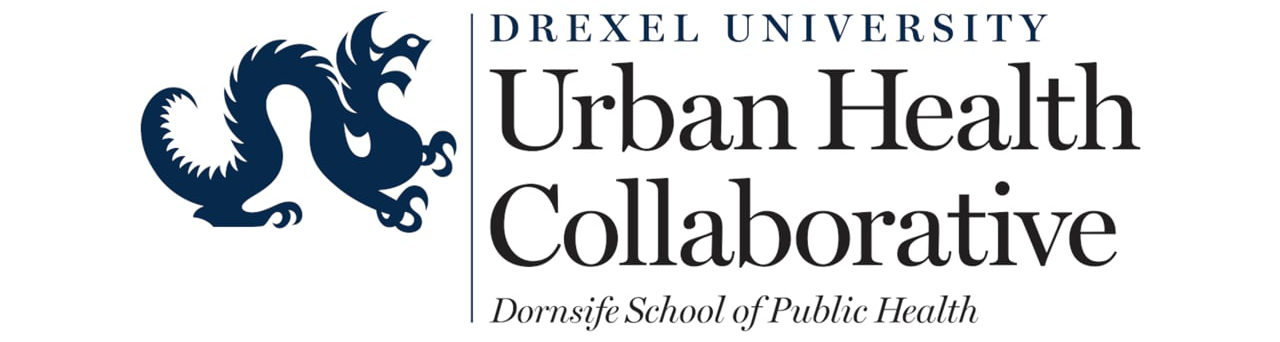 DREXEL UNIVERSITY
Urban Health
Collaborative
Dornsife School of Public Health